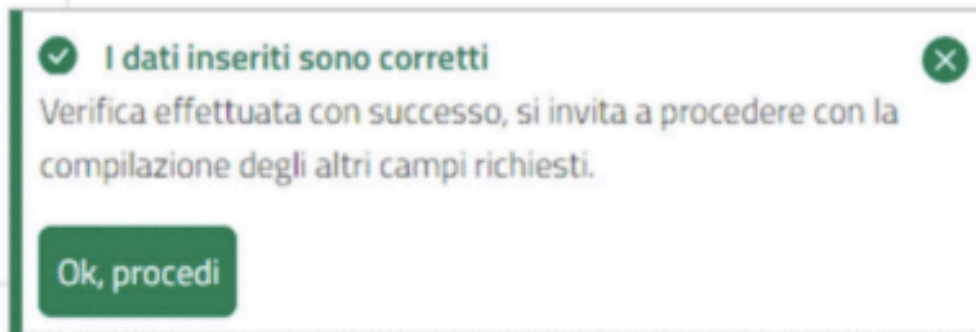 I dati inseriti sono corretti
Verifica effettuata con successo, si invita a procedere con la
compilazione degli altri campi richiesti.
Ok, procedi